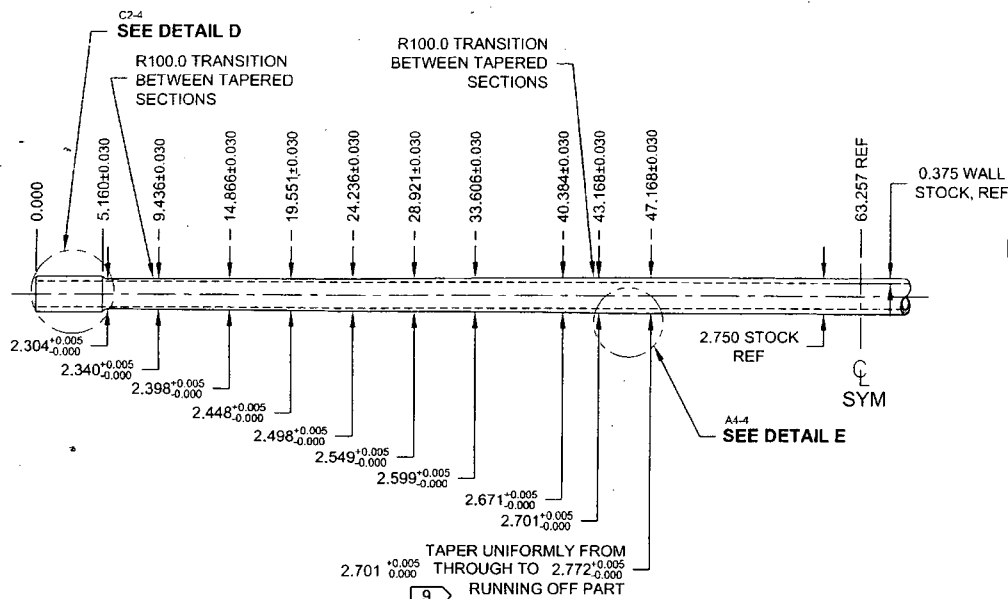 C2-4
SEE DETAIL D
R100.0 TRANSITION
BETWEEN TAPERED
SECTIONS
R100.0 TRANSITION
BETWEEN TAPERED
SECTIONS
0.000
5.160±0.030
9.436±0.030
14.866±0.030
19.551±0.030
24.236±0.030
28.921±0.030
33.606±0.030
40.384±0.030
43.168±0.030
47.168±0.030
63.257 REF
0.375 WALL
STOCK, REF
2.304 +0.005 -0.000
2.340 +0.005 -0.000
2.398 +0.005 -0.000
2.448 +0.005 -0.000
2.498 +0.005 -0.000
2.549 +0.005 -0.000
2.599 +0.005 -0.000
2.671 +0.005 -0.000
2.701 +0.005 -0.000
2.750 STOCK
REF
CL
SYM
A4-4
SEE DETAIL E
TAPER UNIFORMLY FROM
2.701 +0.005 0.000 THROUGH TO 2.772 +0.005 -0.000
9 RUNNING OFF PART